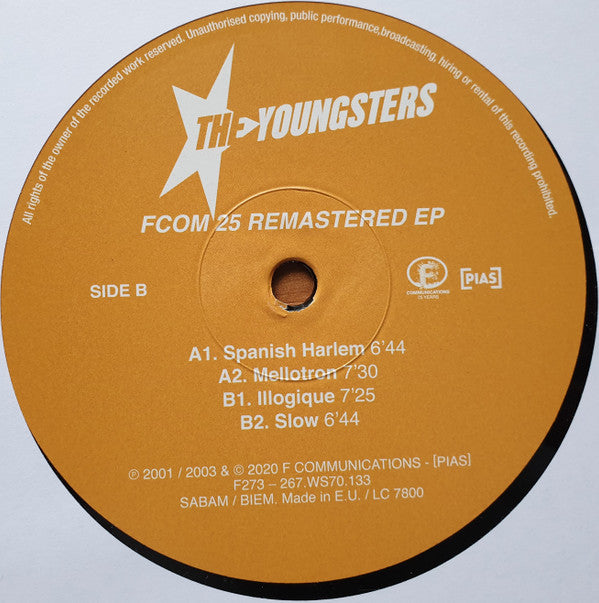 All rights of the owner of the recorded work reserved. Unauthorised copying, public performance, broadcasting, hiring or rental of this recording prohibited.
THE YOUNGSTERS
FCOM 25 REMASTERED EP
SIDE B
F
COMMUNICATIONS
[PIAS]
A1. Spanish Harlem 6'44
A2. Mellotron 7'30
B1. Illogique 7'25
B2. Slow 6'44
℗ 2001 / 2003 & © 2020 F COMMUNICATIONS - [PIAS]
F273 – 267.WS70.133
SABAM / BIEM. Made in E.U. / LC 7800